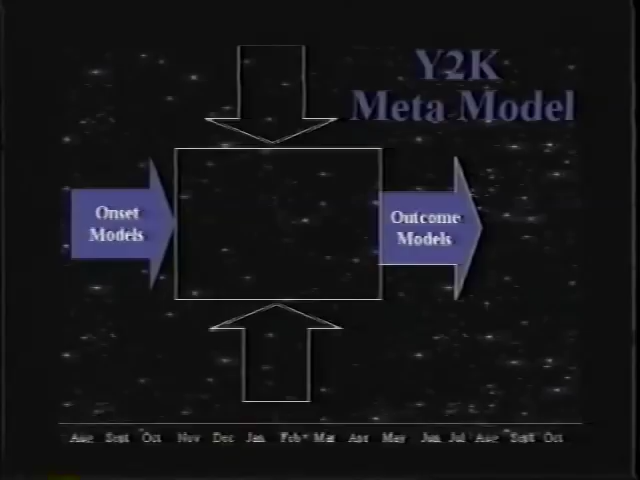 Y2K
Meta Model
Onset
Models
Outcome
Models
Aug Sept Oct Nov Dec Jan Feb Mar Apr May Jun Jul Aug Sept Oct